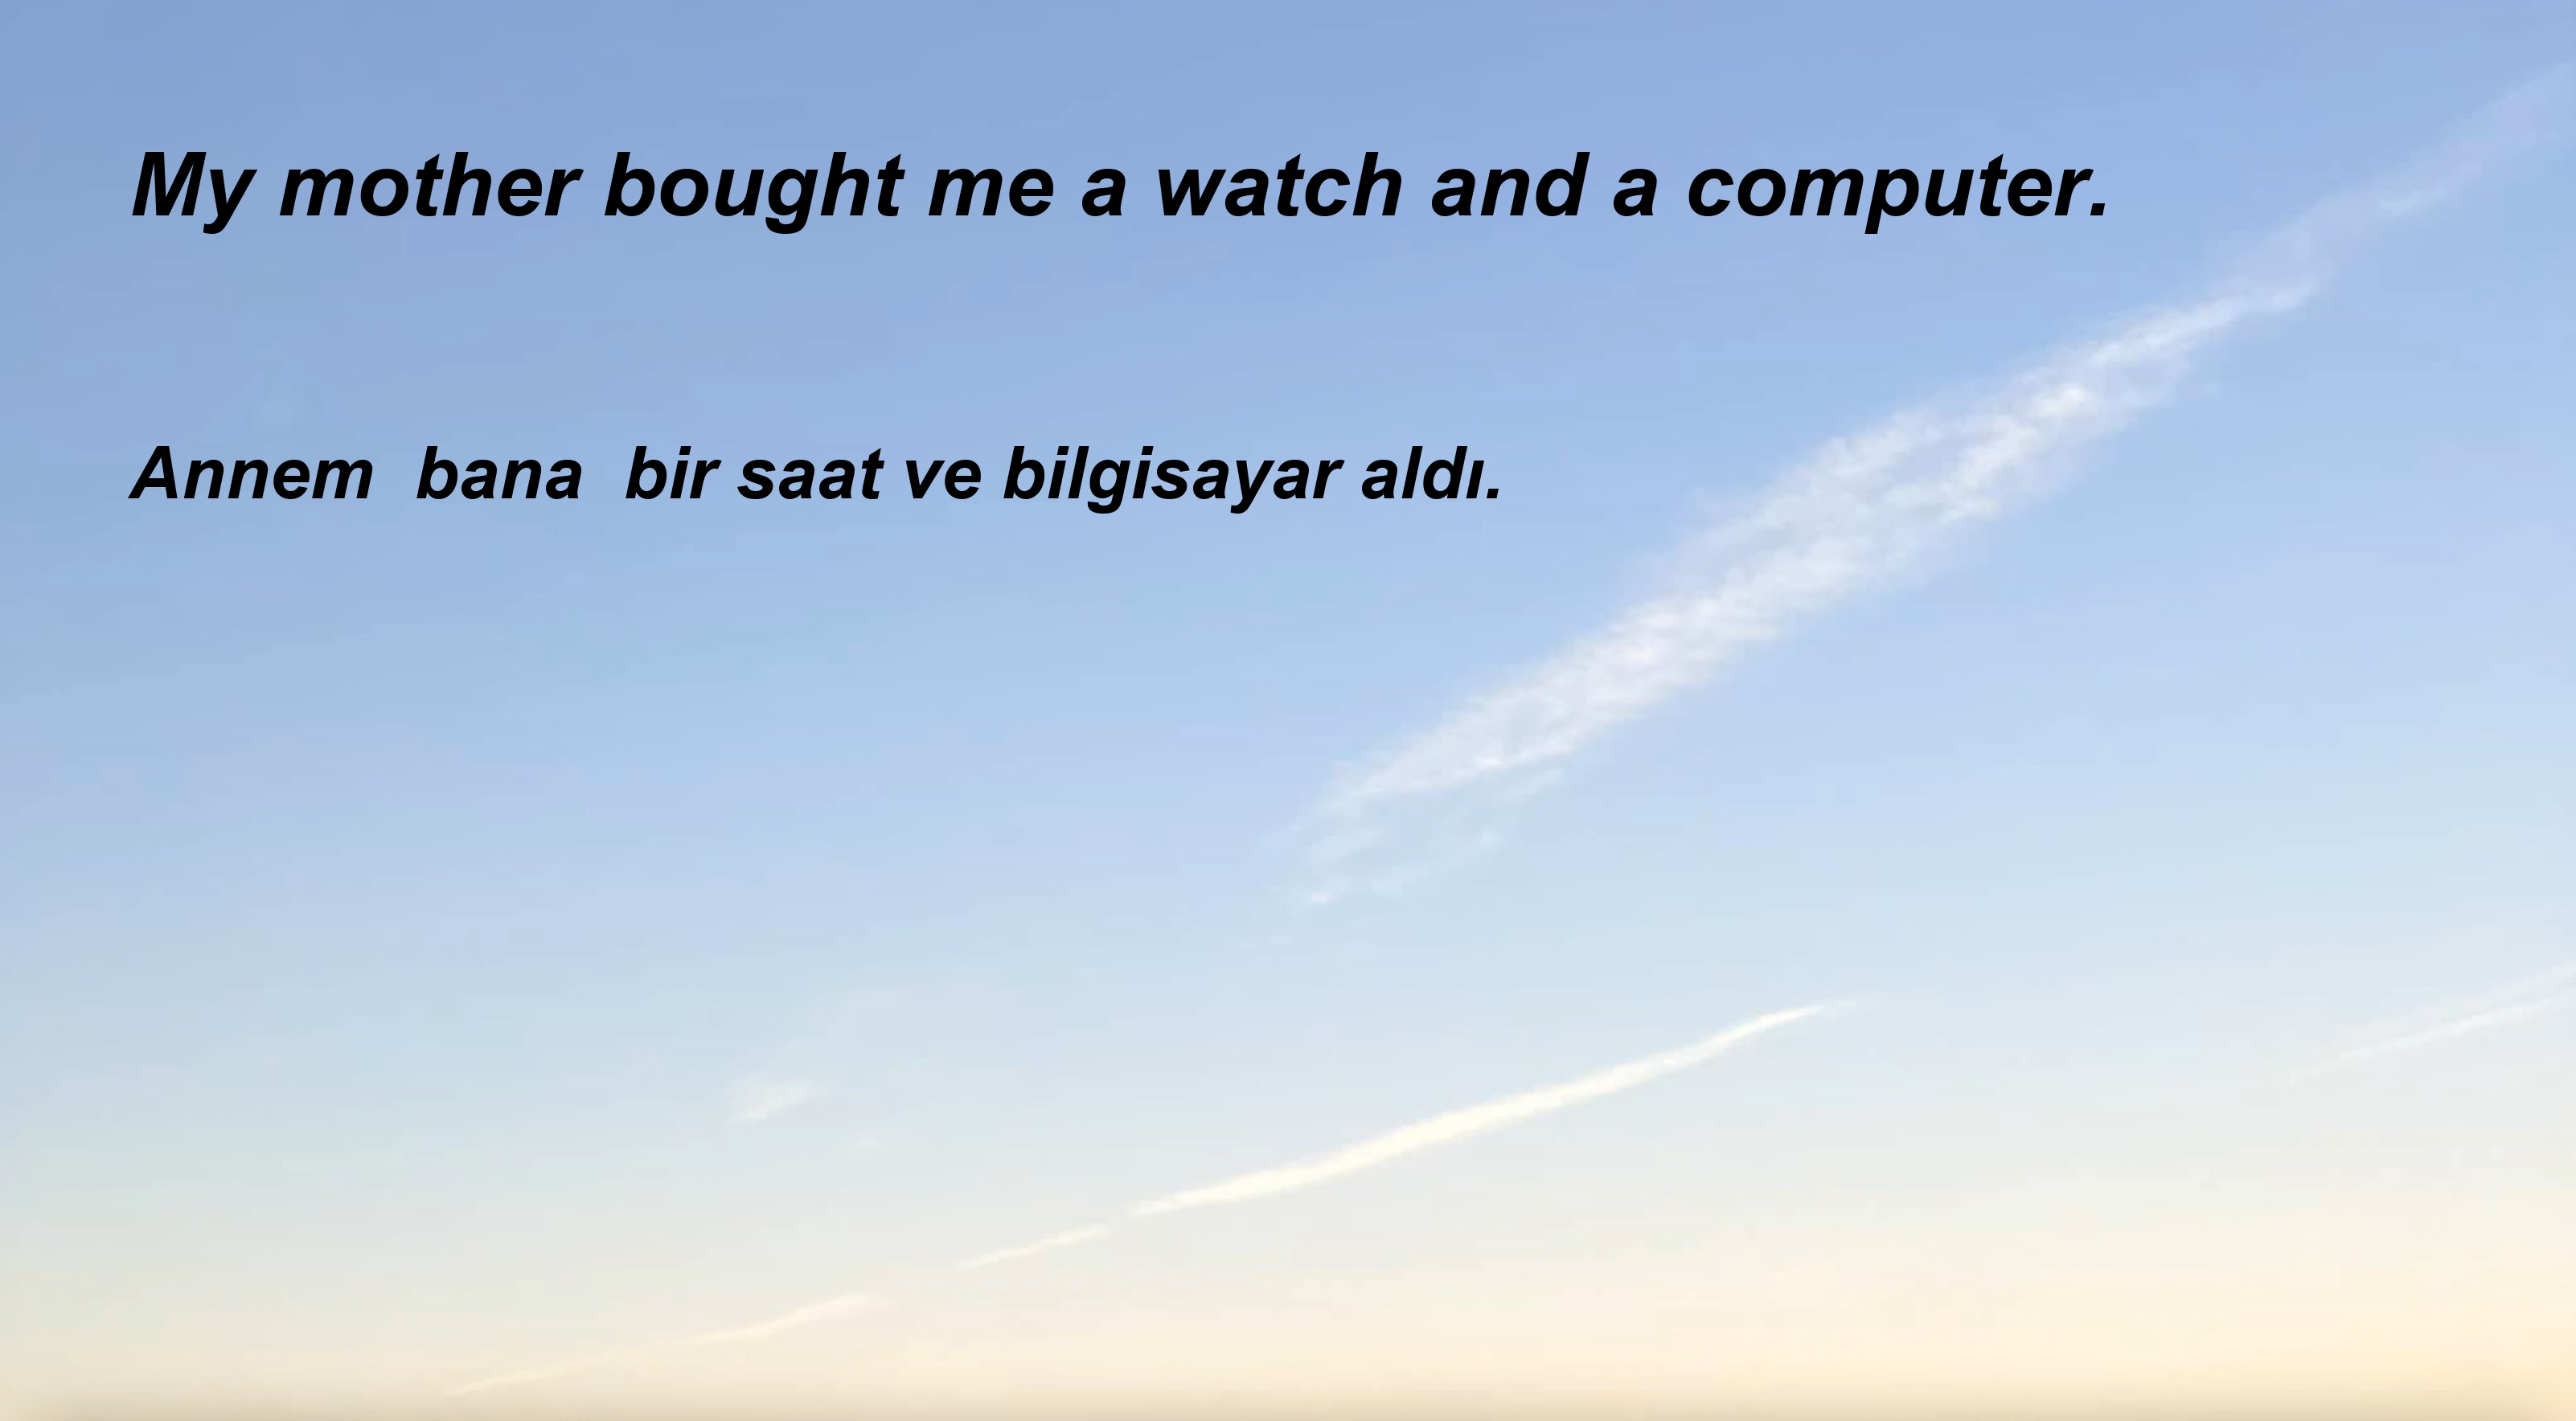 My mother bought me a watch and a computer.
Annem bana bir saat ve bilgisayar aldı.